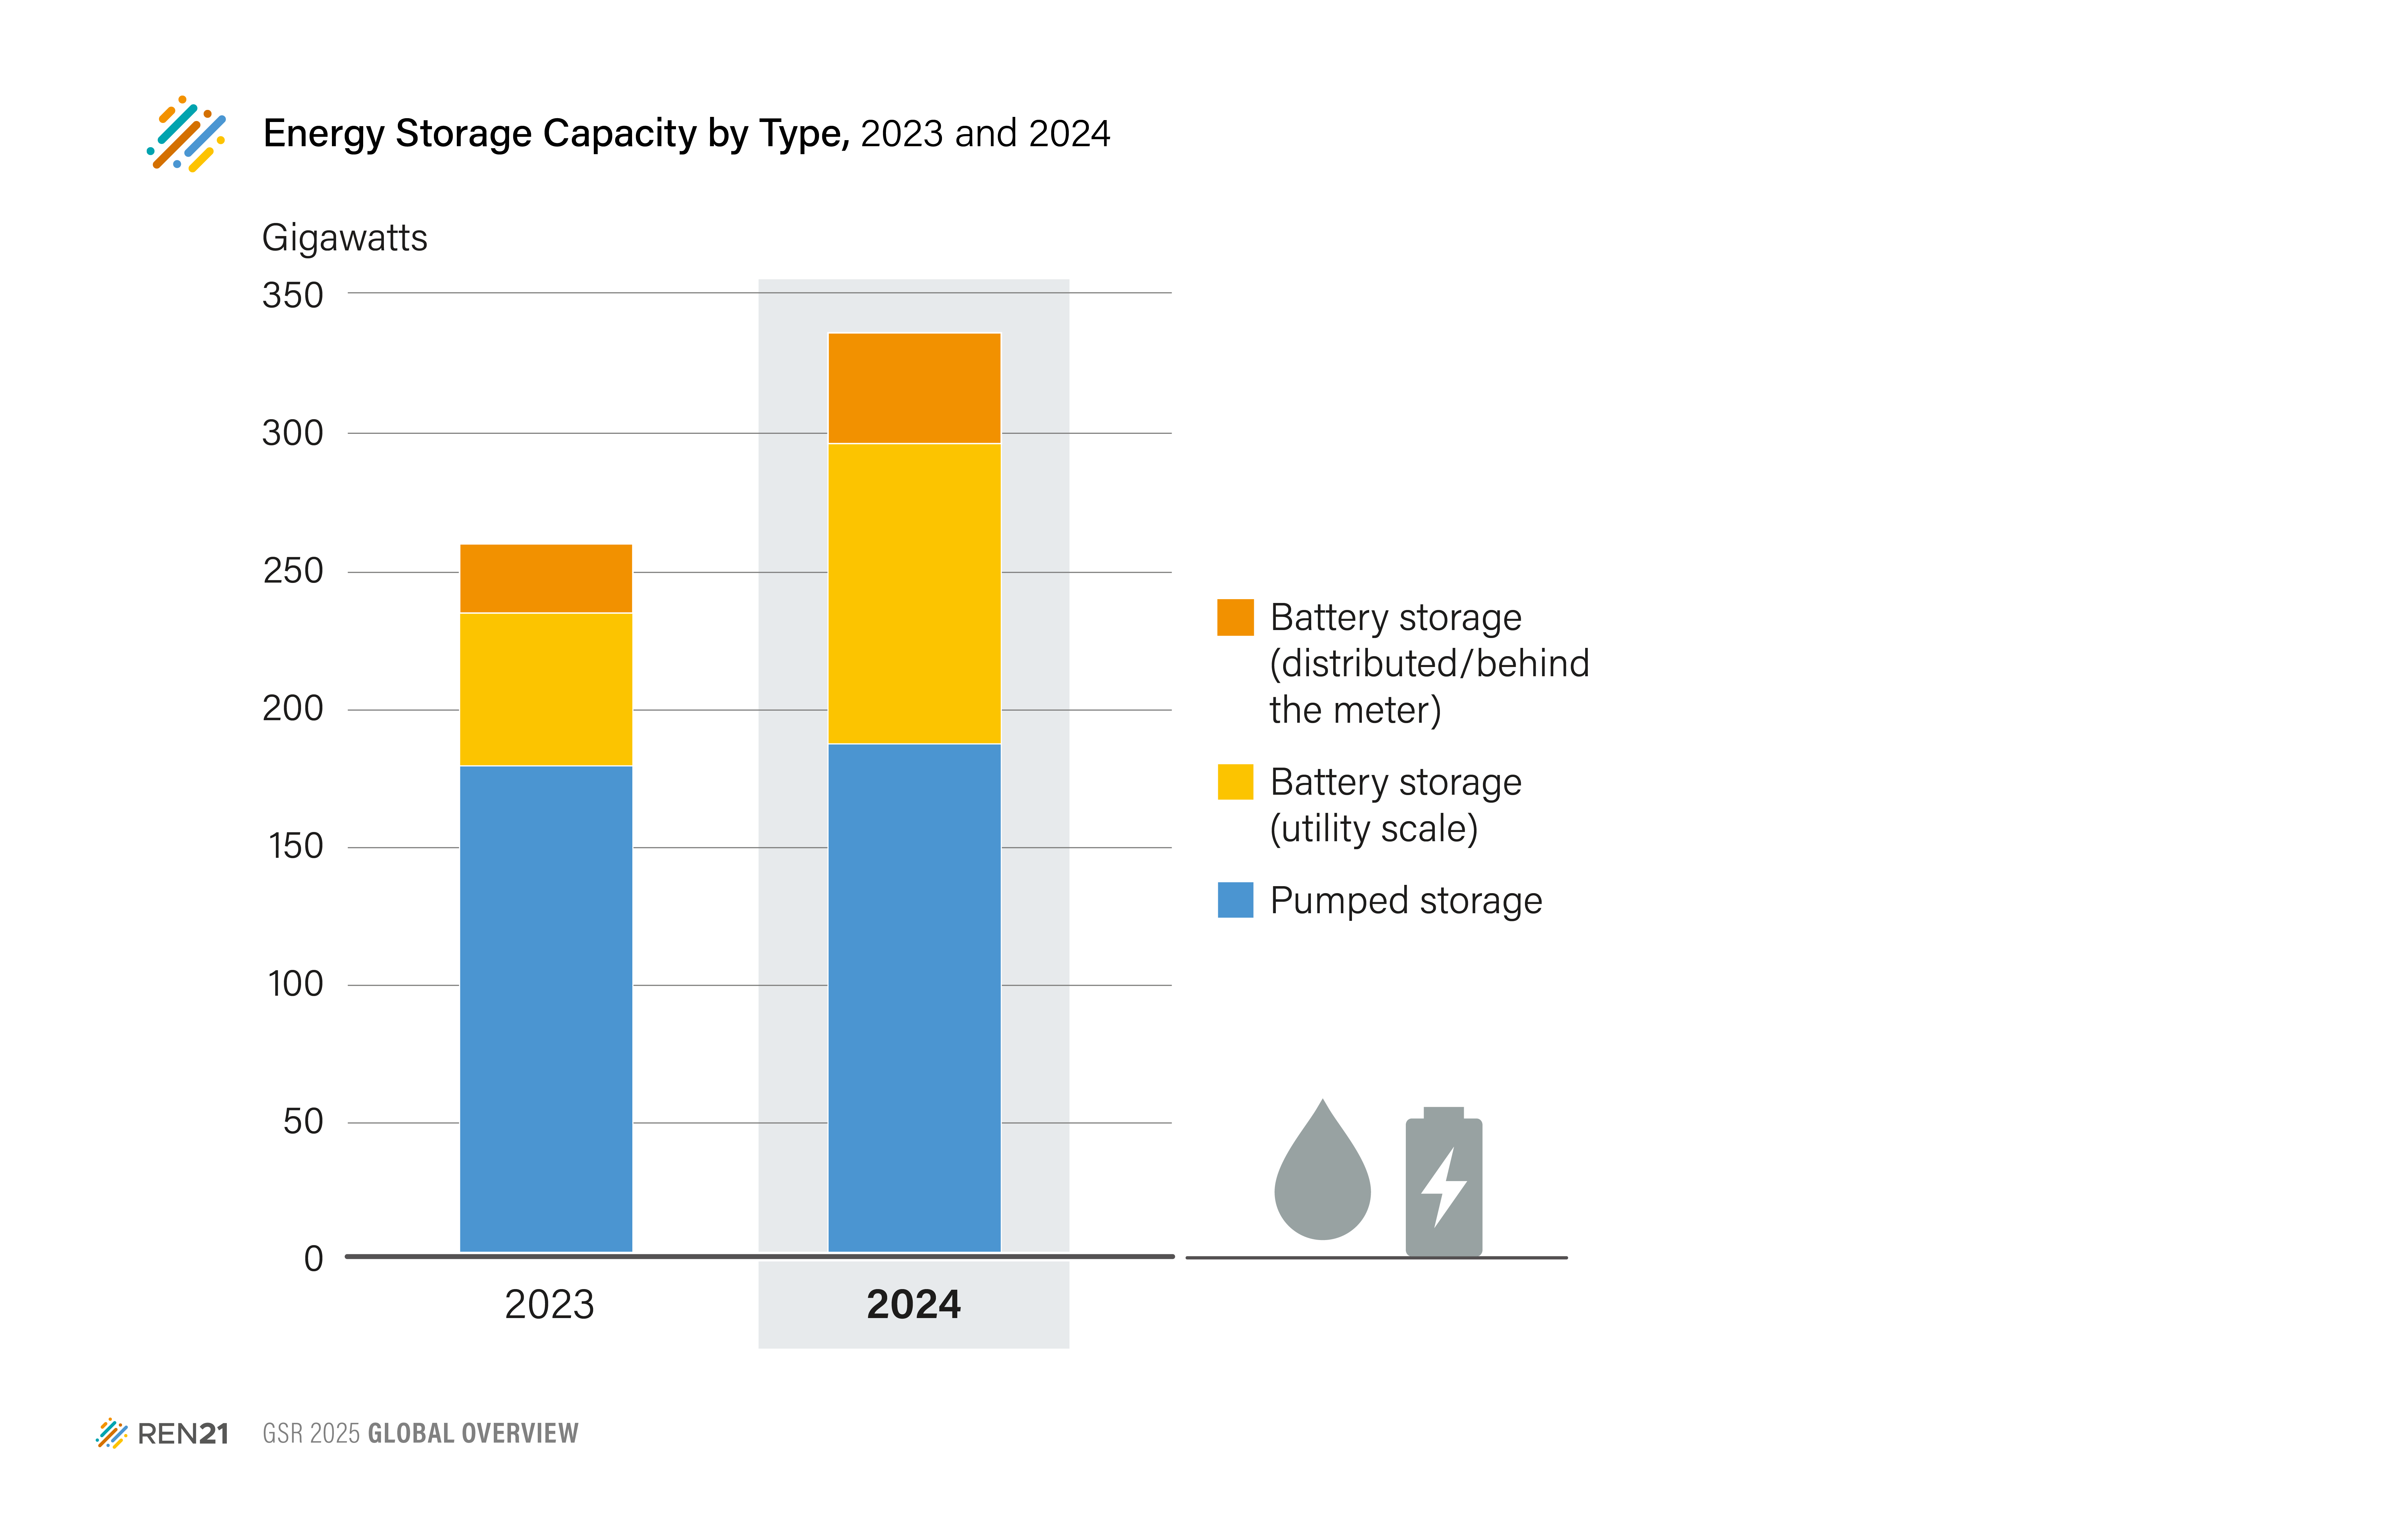 Energy Storage Capacity by Type, 2023 and 2024
Gigawatts
350
300
250
200
150
100
50
0
2023
2024
Battery storage
(distributed/behind
the meter)
Battery storage
(utility scale)
Pumped storage
REN21 GSR 2025 GLOBAL OVERVIEW